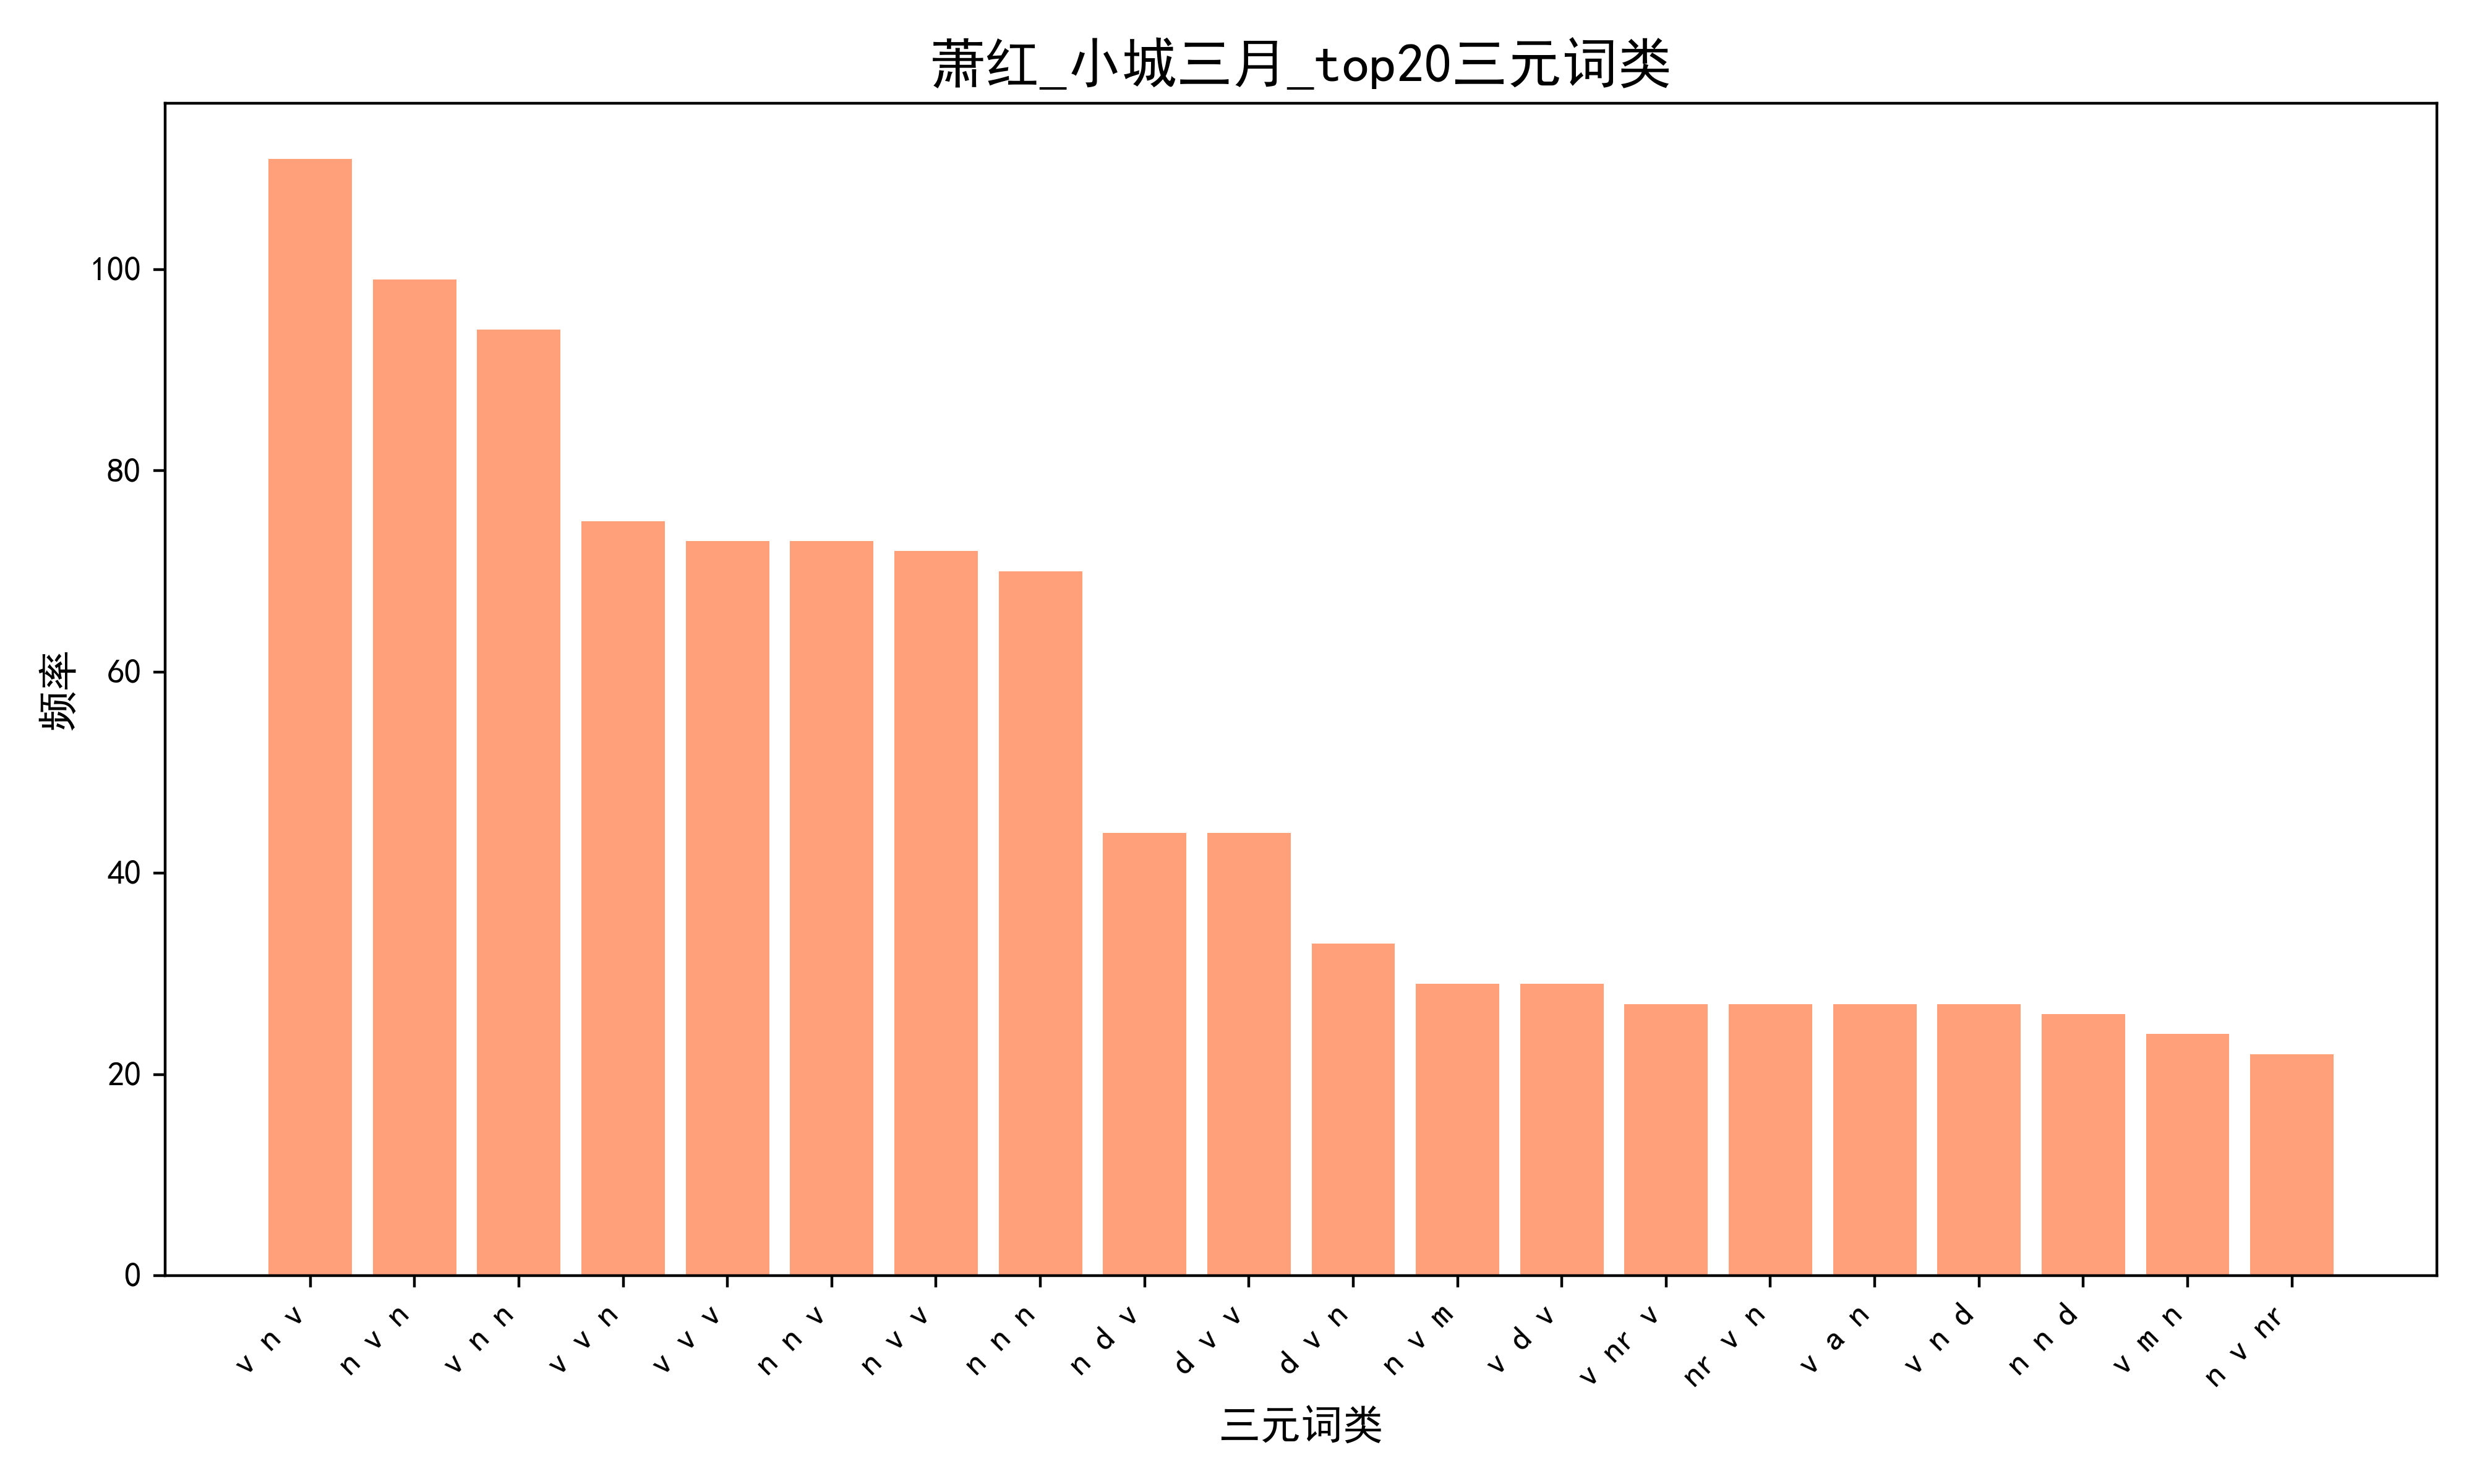 萧红_小城三月_top20三元词类
频率
100
80
60
40
20
0
v n v
n v n
v n n
v v n
v v v
n n v
n v v
n n n
n d v
d v v
d v n
n v m
v d v
v nr v
nr v n
v a n
v n d
n n d
v m n
n v nr
三元词类